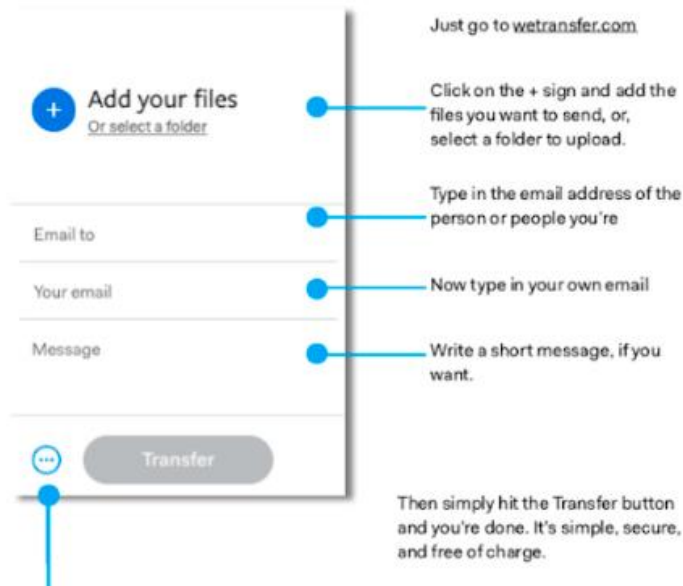 Just go to wetransfer.com
Add your files
Or select a folder
Click on the + sign and add the
files you want to send, or,
select a folder to upload.
Email to
Type in the email address of the
person or people you're
Your email
Now type in your own email
Message
Write a short message, if you
want.
Transfer
Then simply hit the Transfer button
and you're done. It's simple, secure,
and free of charge.